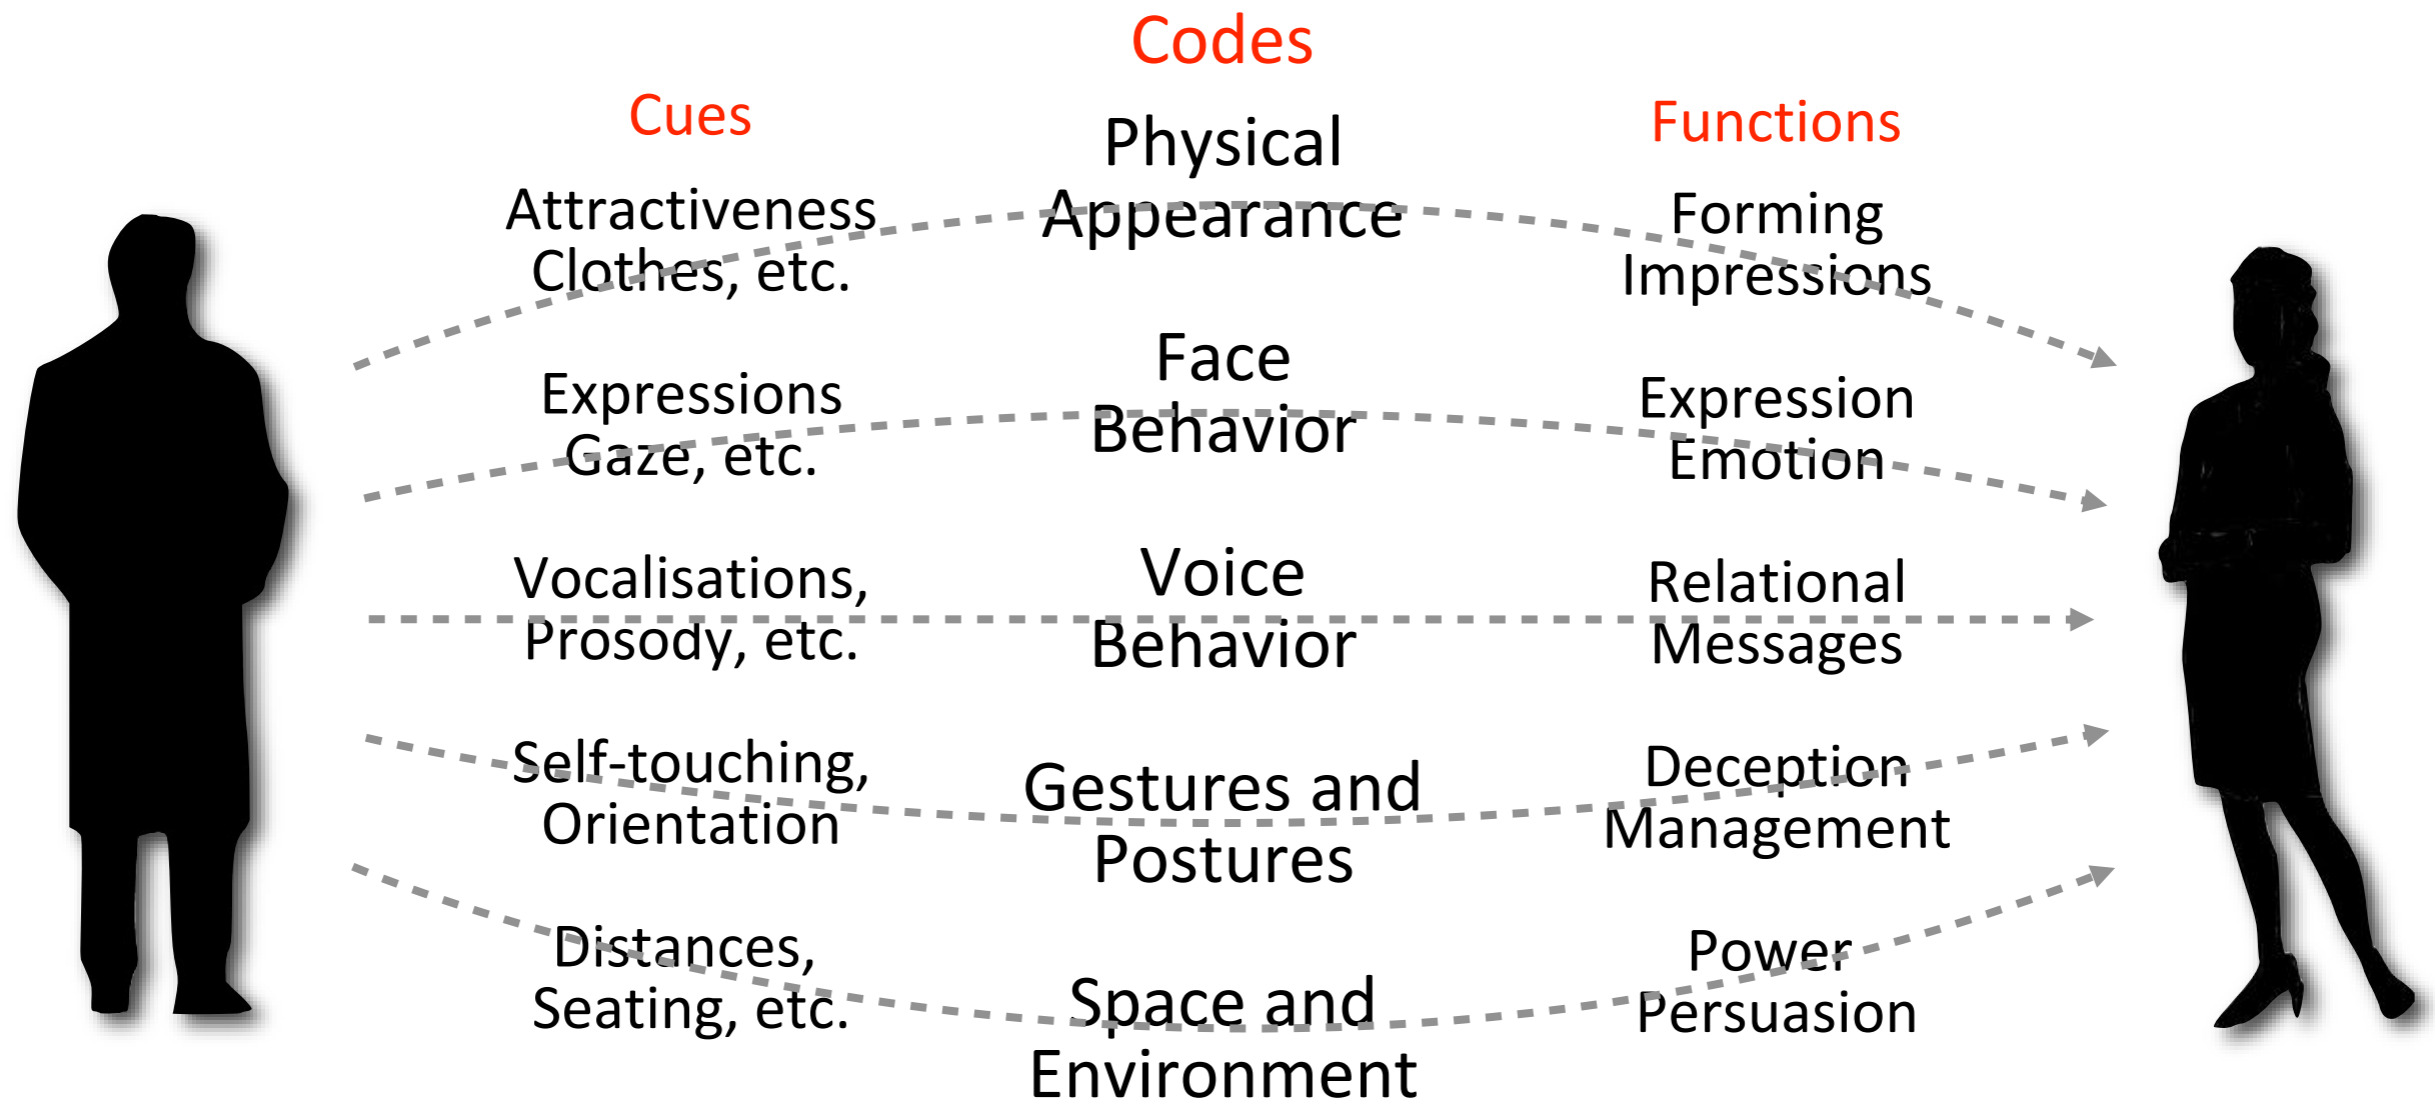 Codes
Cues
Functions
Physical
Appearance
Attractiveness
Clothes, etc.
Forming
Impressions
Face
Behavior
Expressions
Gaze, etc.
Expression
Emotion
Voice
Behavior
Vocalisations,
Prosody, etc.
Relational
Messages
Gestures and
Postures
Self-touching,
Orientation
Deception
Management
Space and
Environment
Distances,
Seating, etc.
Power
Persuasion